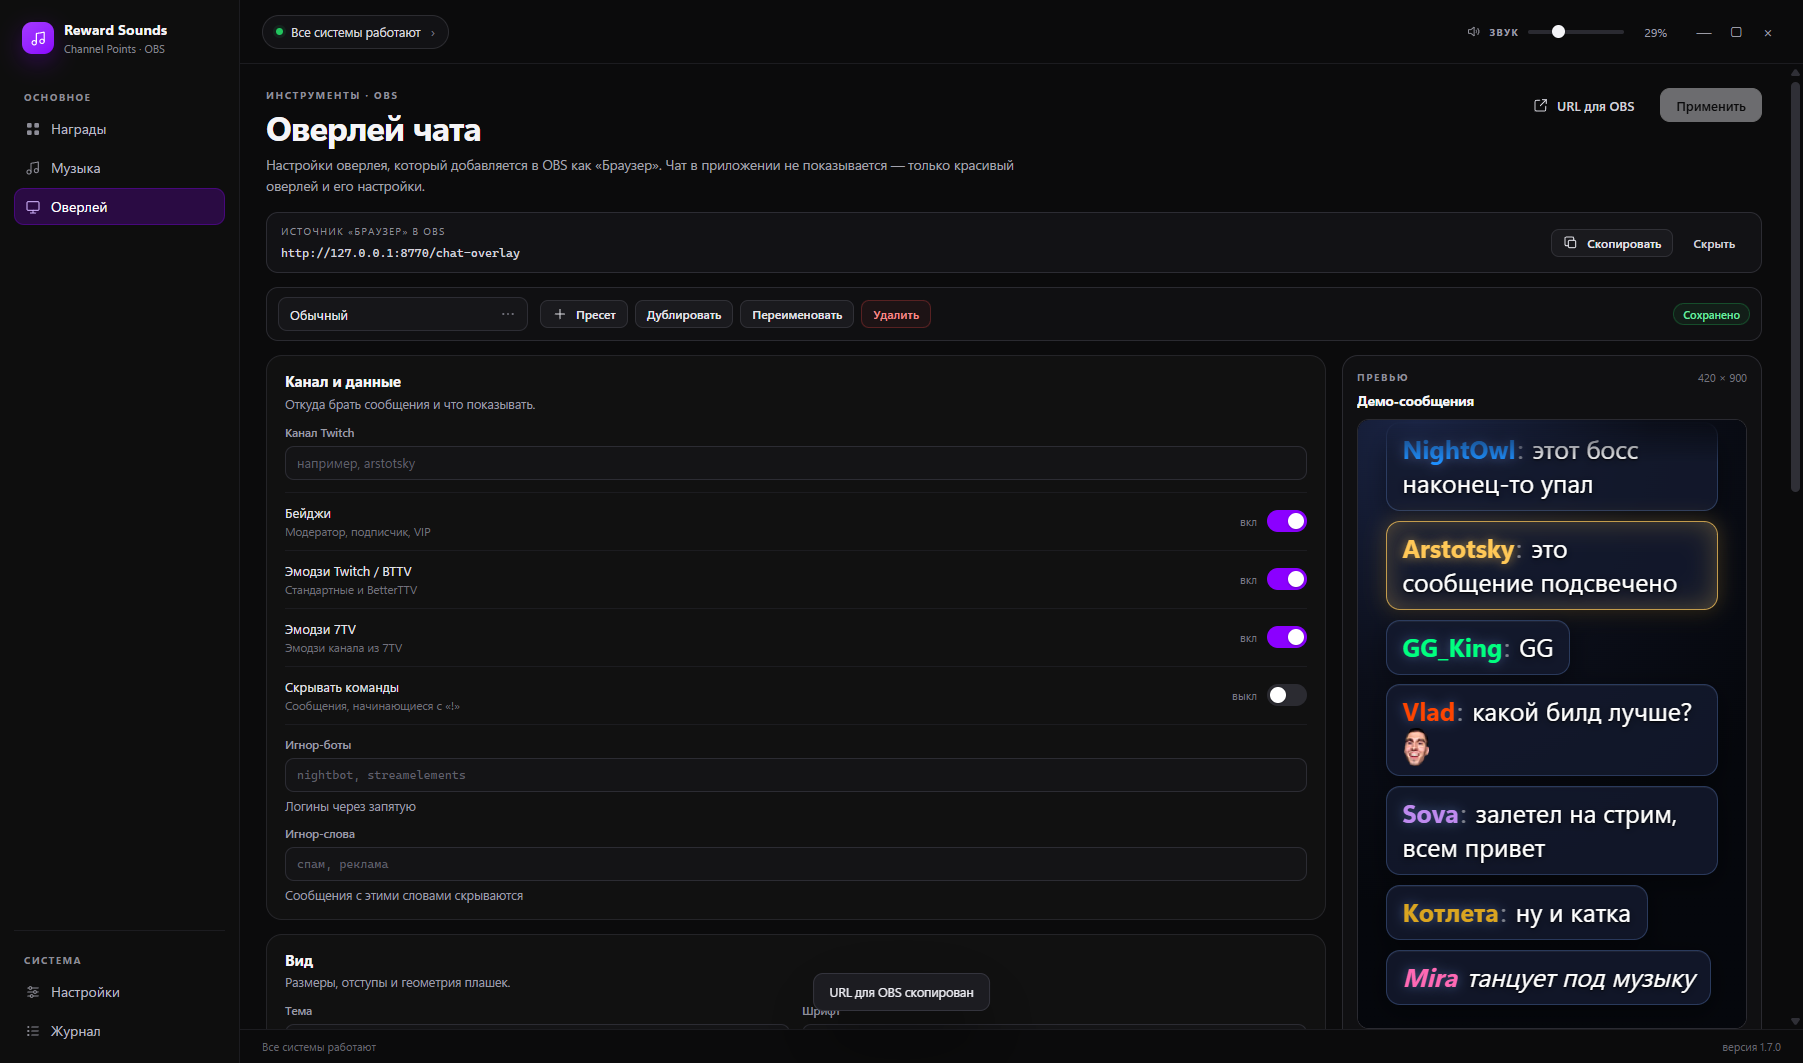 Reward Sounds
Channel Points · OBS
ОСНОВНОЕ
Награды
Музыка
Оверлей
СИСТЕМА
Настройки
Журнал
Все системы работают ›
ЗВУК
29%
ИНСТРУМЕНТЫ · OBS
Оверлей чата
Настройки оверлея, который добавляется в OBS как «Браузер». Чат в приложении не показывается — только красивый
оверлей и его настройки.
URL для OBS
Применить
ИСТОЧНИК «БРАУЗЕР» В OBS
http://127.0.0.1:8770/chat-overlay
Скопировать
Скрыть
Обычный ···
+ Пресет
Дублировать
Переименовать
Удалить
Сохранено
Канал и данные
Откуда брать сообщения и что показывать.
Канал Twitch
например, arstotsky
Бейджи
Модератор, подписчик, VIP
вкл
Эмодзи Twitch / BTTV
Стандартные и BetterTTV
вкл
Эмодзи 7TV
Эмодзи канала из 7TV
вкл
Скрывать команды
Сообщения, начинающиеся с «!»
выкл
Игнор-боты
nightbot, streamelements
Логины через запятую
Игнор-слова
спам, реклама
Сообщения с этими словами скрываются
Вид
Размеры, отступы и геометрия плашек.
Тема
Шрифт
URL для OBS скопирован
ПРЕВЬЮ
420 × 900
Демо-сообщения
NightOwl: этот босс
наконец-то упал
Arstotsky: это
сообщение подсвечено
GG_King: GG
Vlad: какой билд лучше?
Sova: залетел на стрим,
всем привет
Котлета: ну и катка
Mira танцует под музыку
Все системы работают
версия 1.7.0